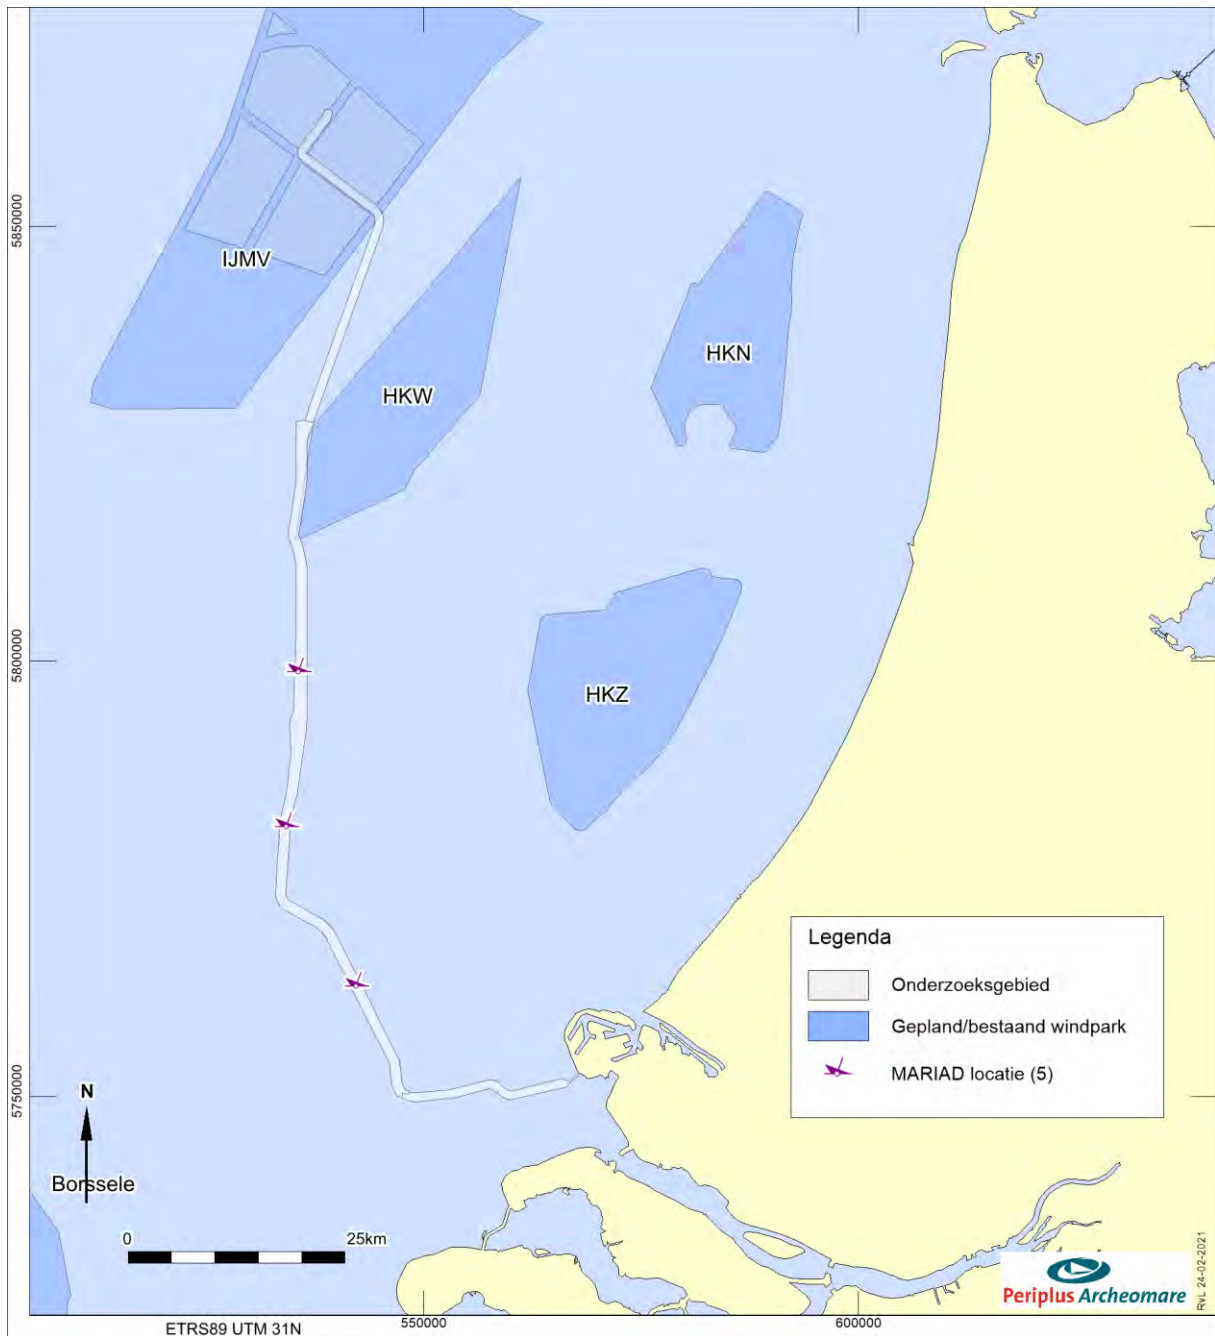 5850000
IJMV
HKN
HKW
5800000
HKZ
Legenda
Onderzoeksgebied
Gepland/bestaand windpark
MARIAD locatie (5)
5750000
N
Borssele
0
25km
Periplus Archeomare
RvL 24-02-2021
ETRS89 UTM 31N
550000
600000